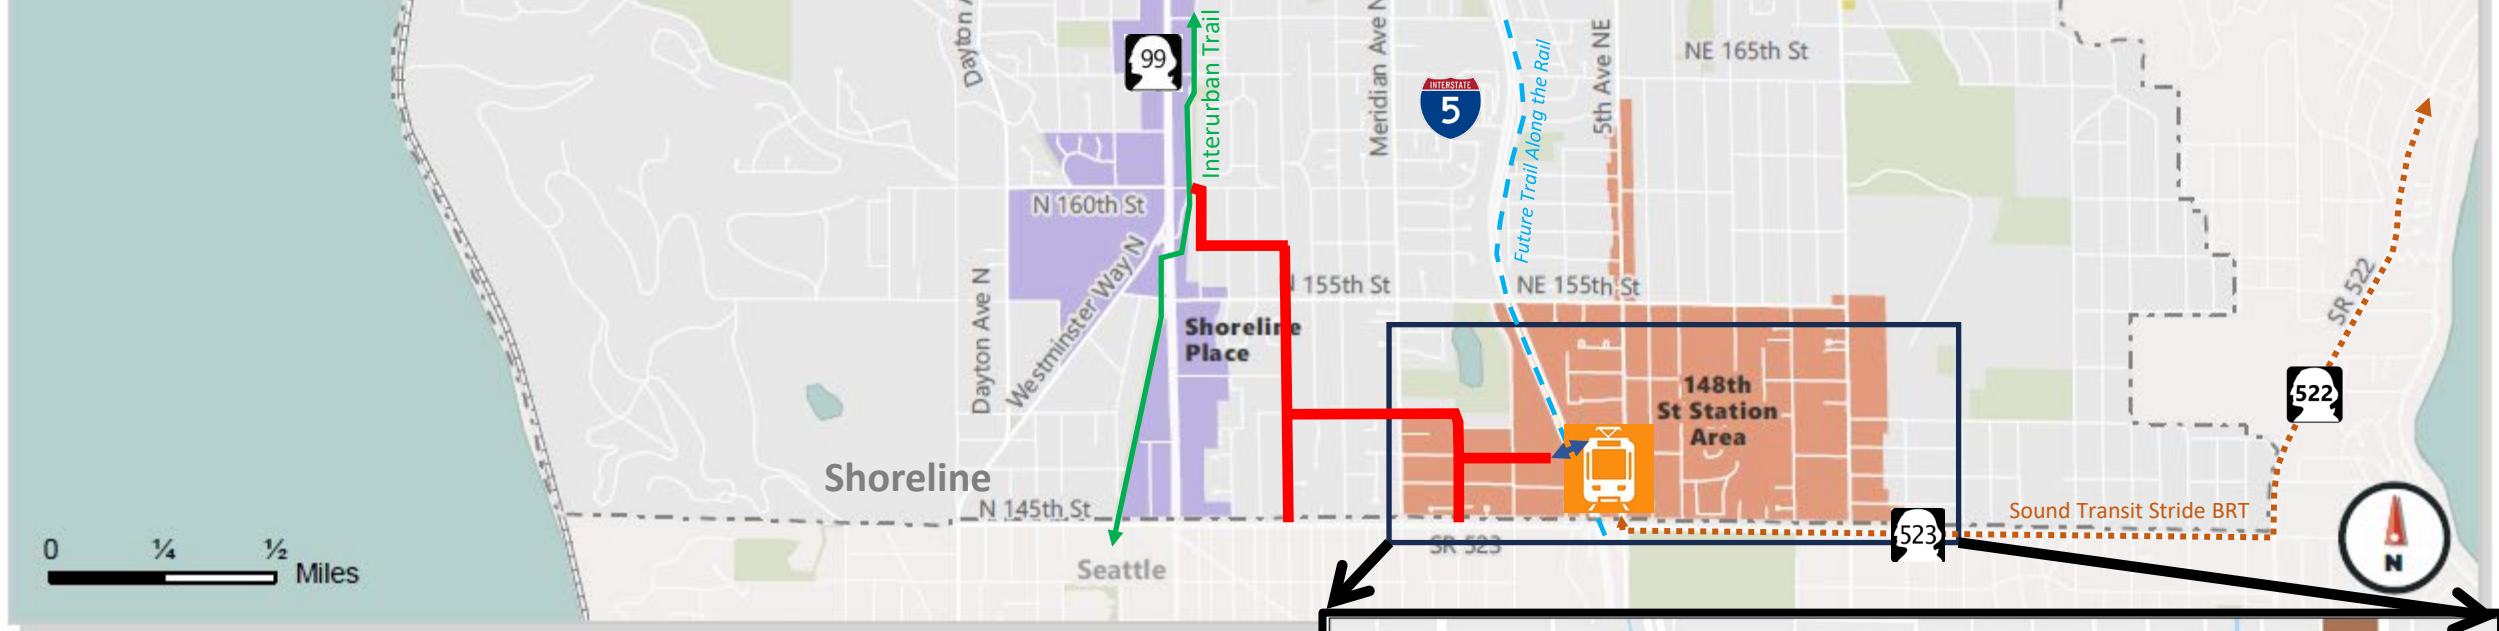 Dayton A
99
Interurban Trail
Meridian Ave N
INTERSTATE
5
Future Trail Along the Rail
5th Ave NE
NE 165th St
N 160th St
Westminster Way N
Dayton Ave N
155th St
NE 155th St
SR 522
Shoreline
Place
148th
St Station
Area
522
Shoreline
N 145th St
Sound Transit Stride BRT
523
SR 523
0
¼
½
Miles
Seattle
N